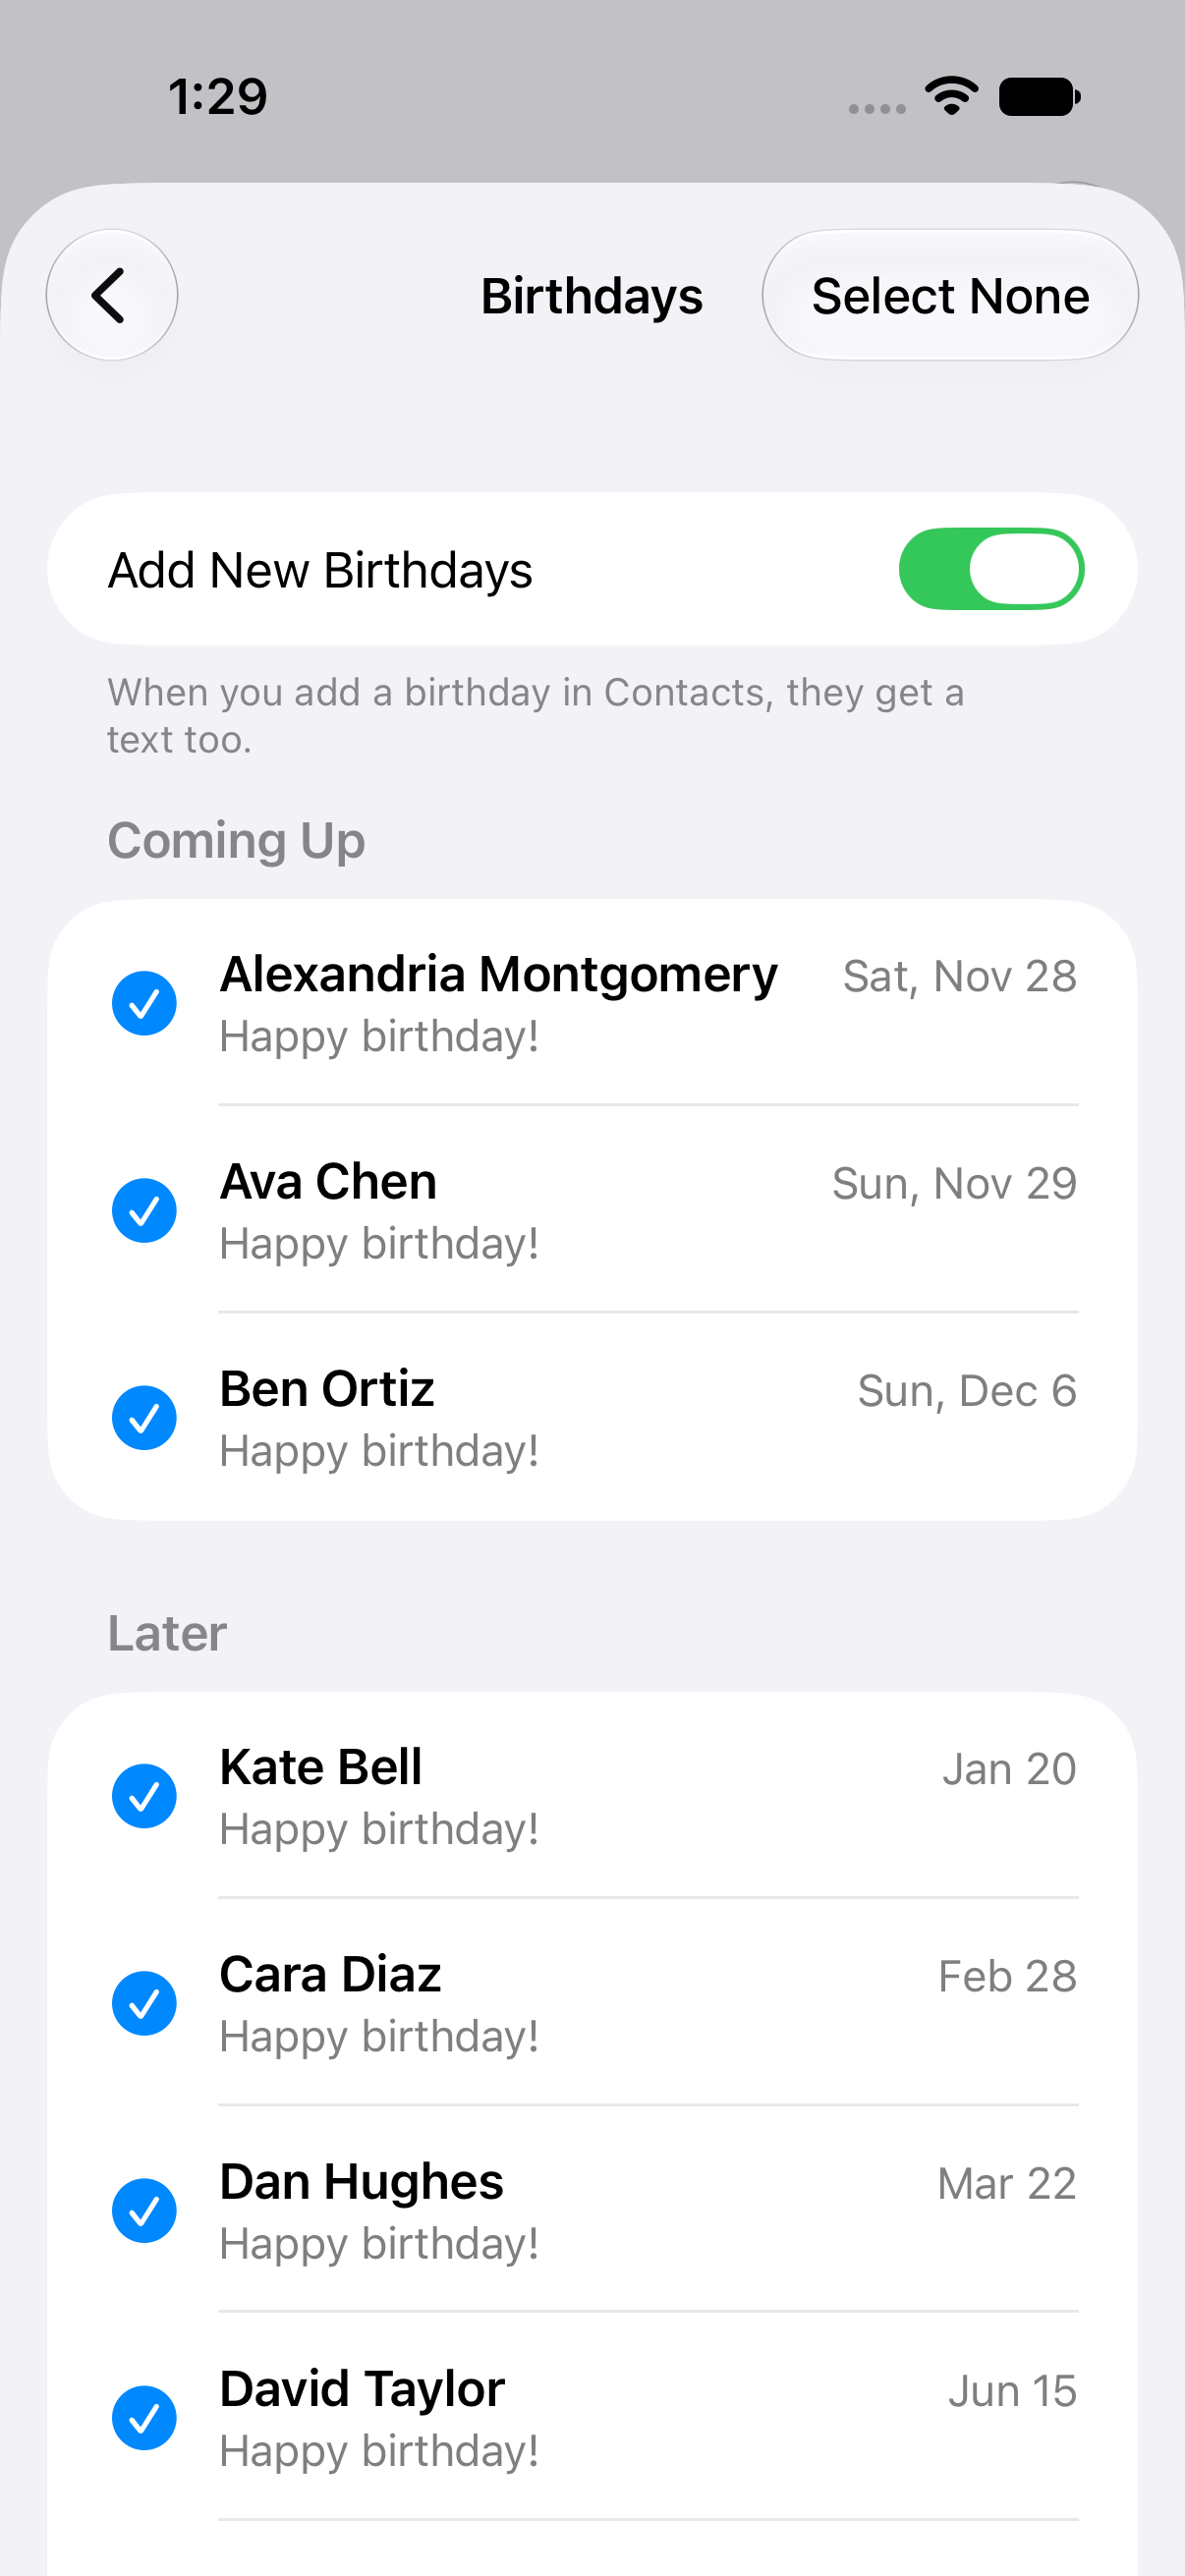 1:29
Birthdays
Select None
Add New Birthdays
When you add a birthday in Contacts, they get a
text too.
Coming Up
Alexandria Montgomery Sat, Nov 28
Happy birthday!
Ava Chen Sun, Nov 29
Happy birthday!
Ben Ortiz Sun, Dec 6
Happy birthday!
Later
Kate Bell Jan 20
Happy birthday!
Cara Diaz Feb 28
Happy birthday!
Dan Hughes Mar 22
Happy birthday!
David Taylor Jun 15
Happy birthday!